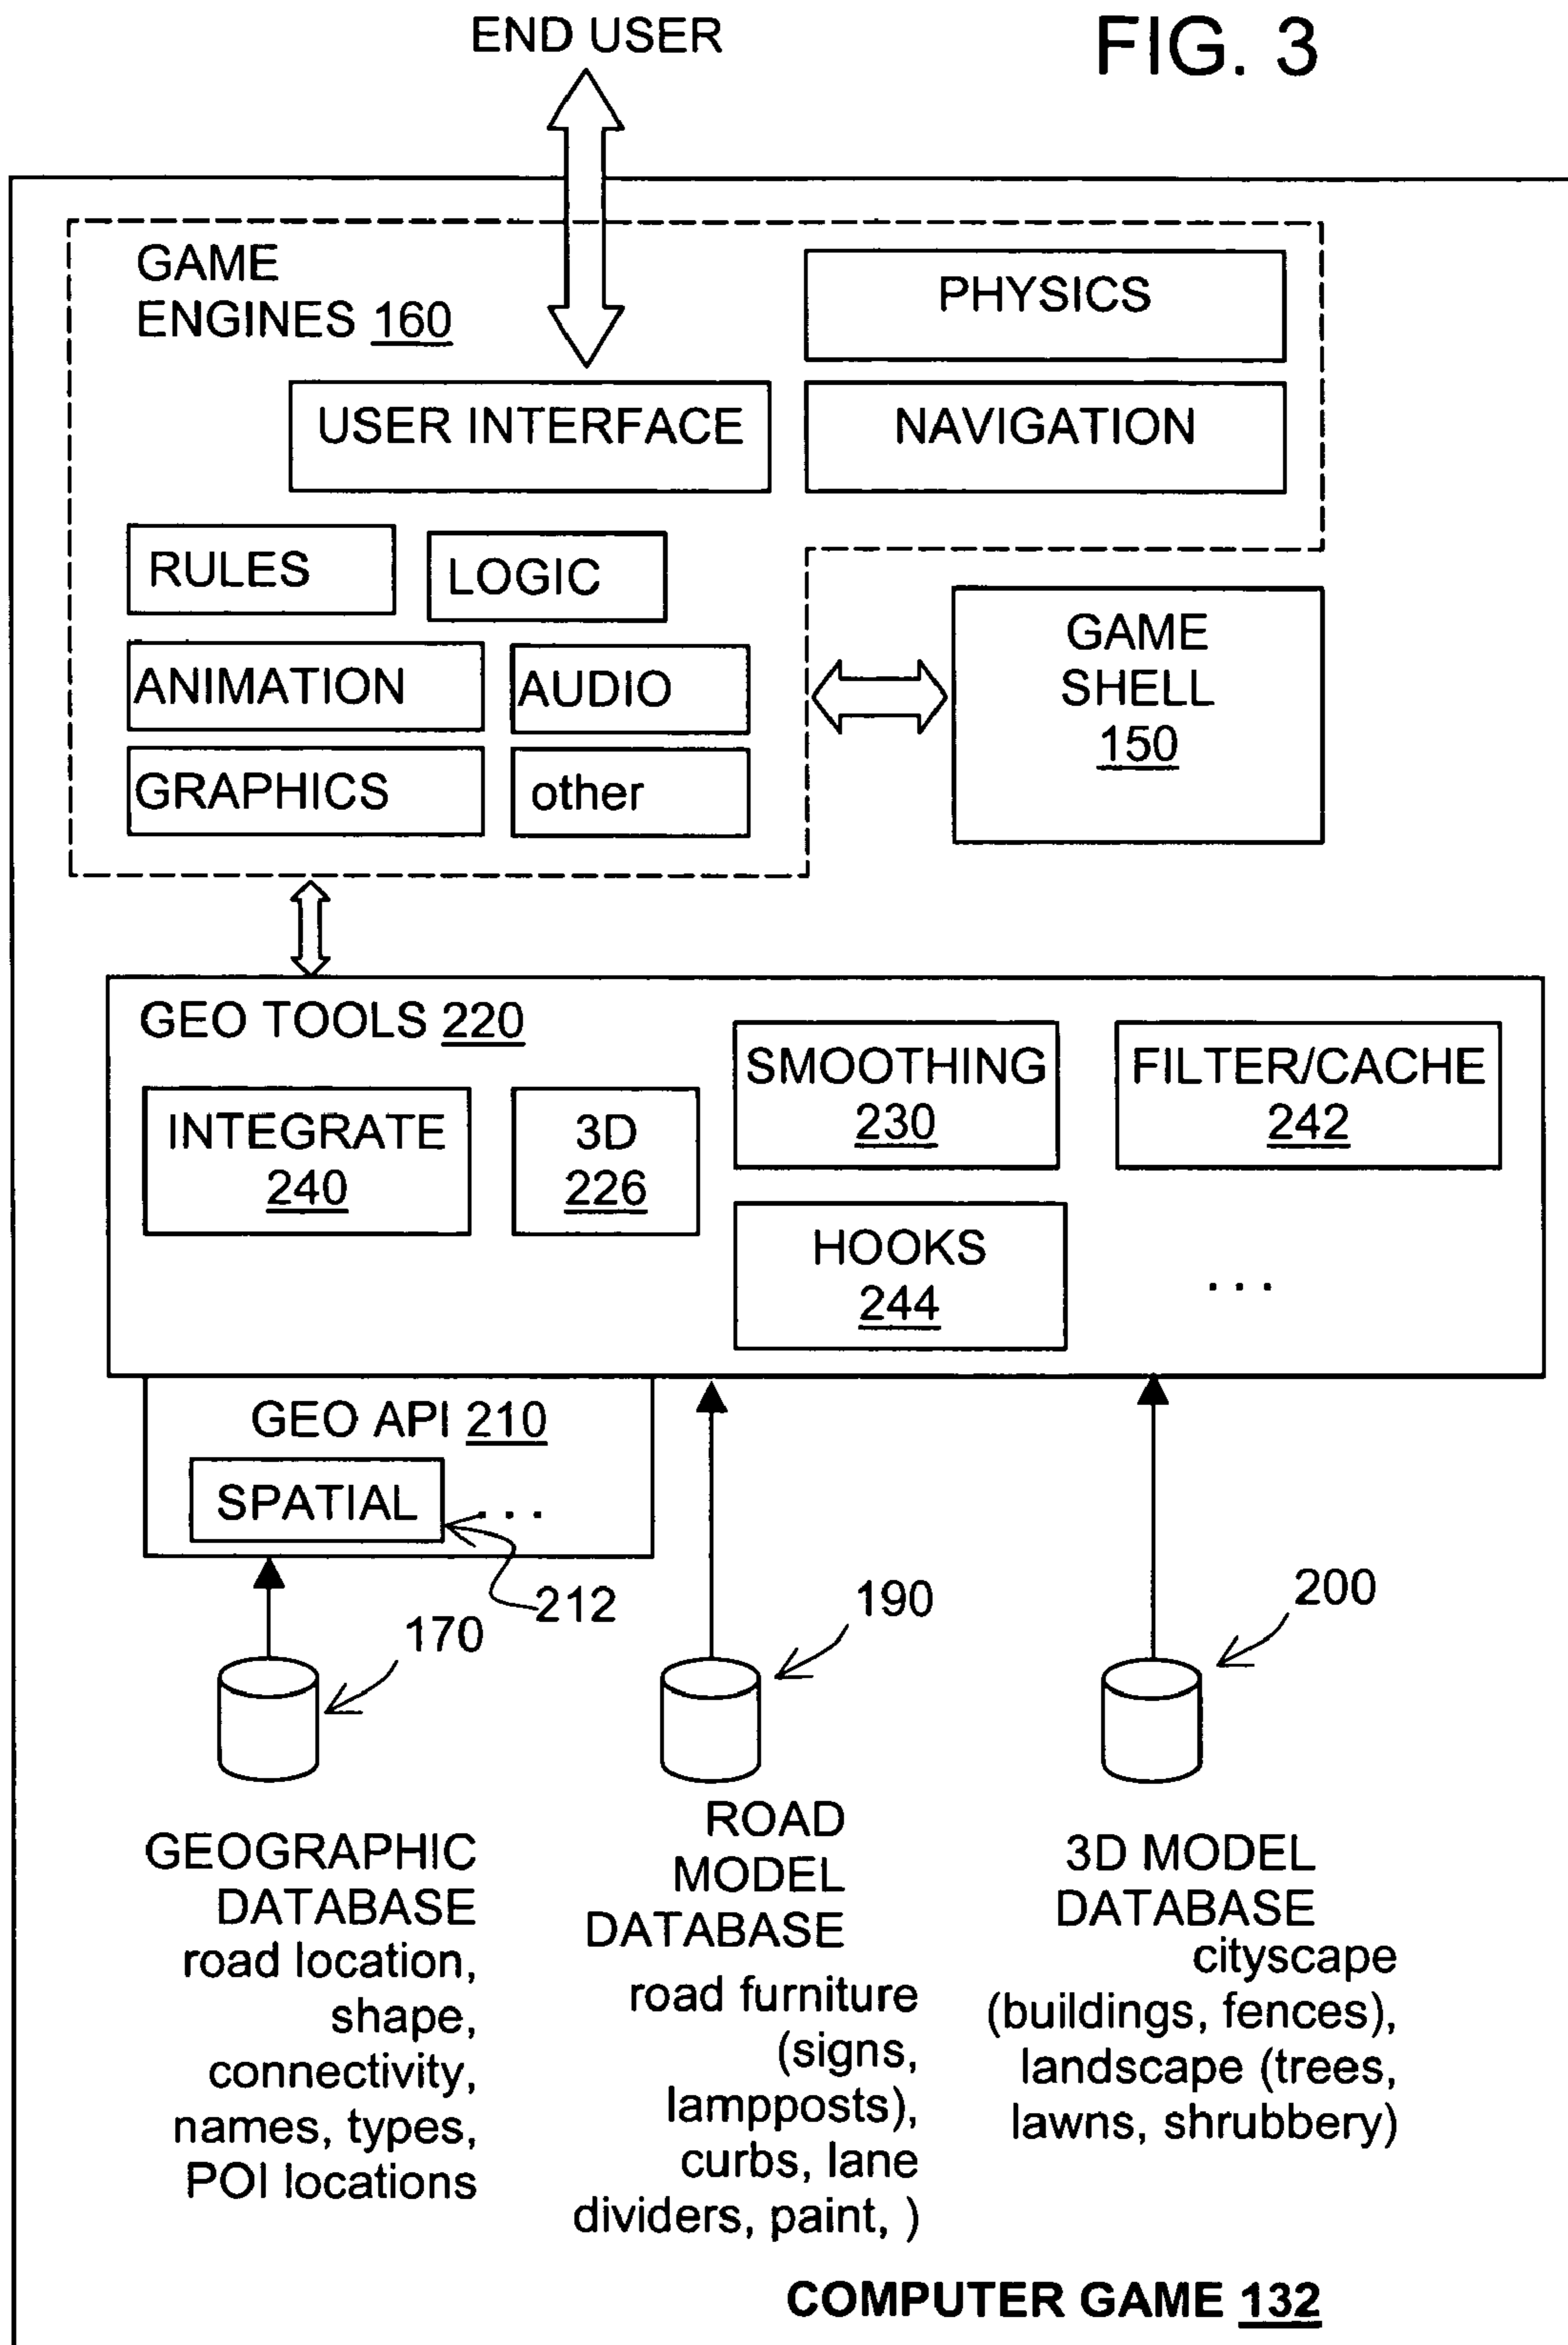 END USER
FIG. 3
GAME
ENGINES 160
PHYSICS
USER INTERFACE
NAVIGATION
RULES
LOGIC
ANIMATION
AUDIO
GRAPHICS
other
GAME
SHELL
150
GEO TOOLS 220
INTEGRATE
240
3D
226
SMOOTHING
230
FILTER/CACHE
242
HOOKS
244
. . .
GEO API 210
SPATIAL
. . .
212
170
190
200
GEOGRAPHIC
DATABASE
road location,
shape,
connectivity,
names, types,
POI locations
ROAD
MODEL
DATABASE
road furniture
(signs,
lampposts),
curbs, lane
dividers, paint, )
3D MODEL
DATABASE
cityscape
(buildings, fences),
landscape (trees,
lawns, shrubbery)
COMPUTER GAME 132